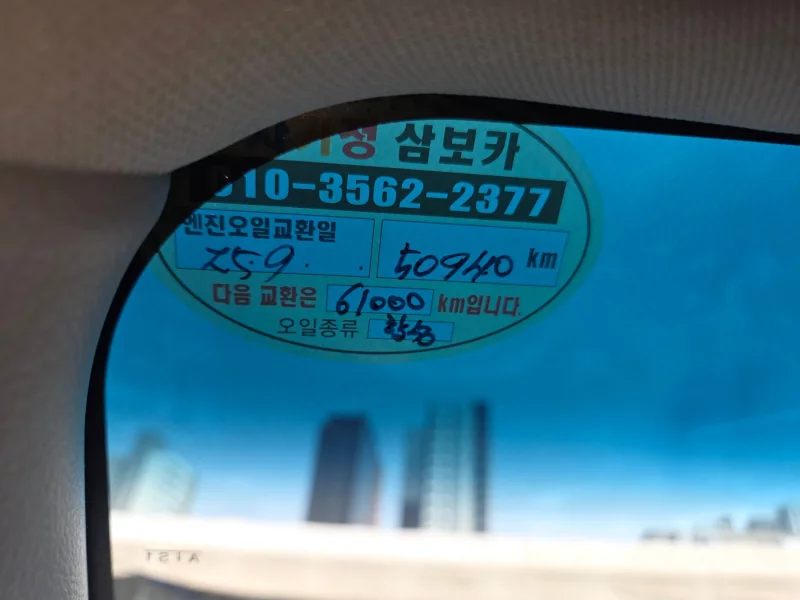 성 삼보카
010-3562-2377
엔진오일교환일
25.9. . 50940 km
다음 교환은 61000 km입니다.
오일종류 합성